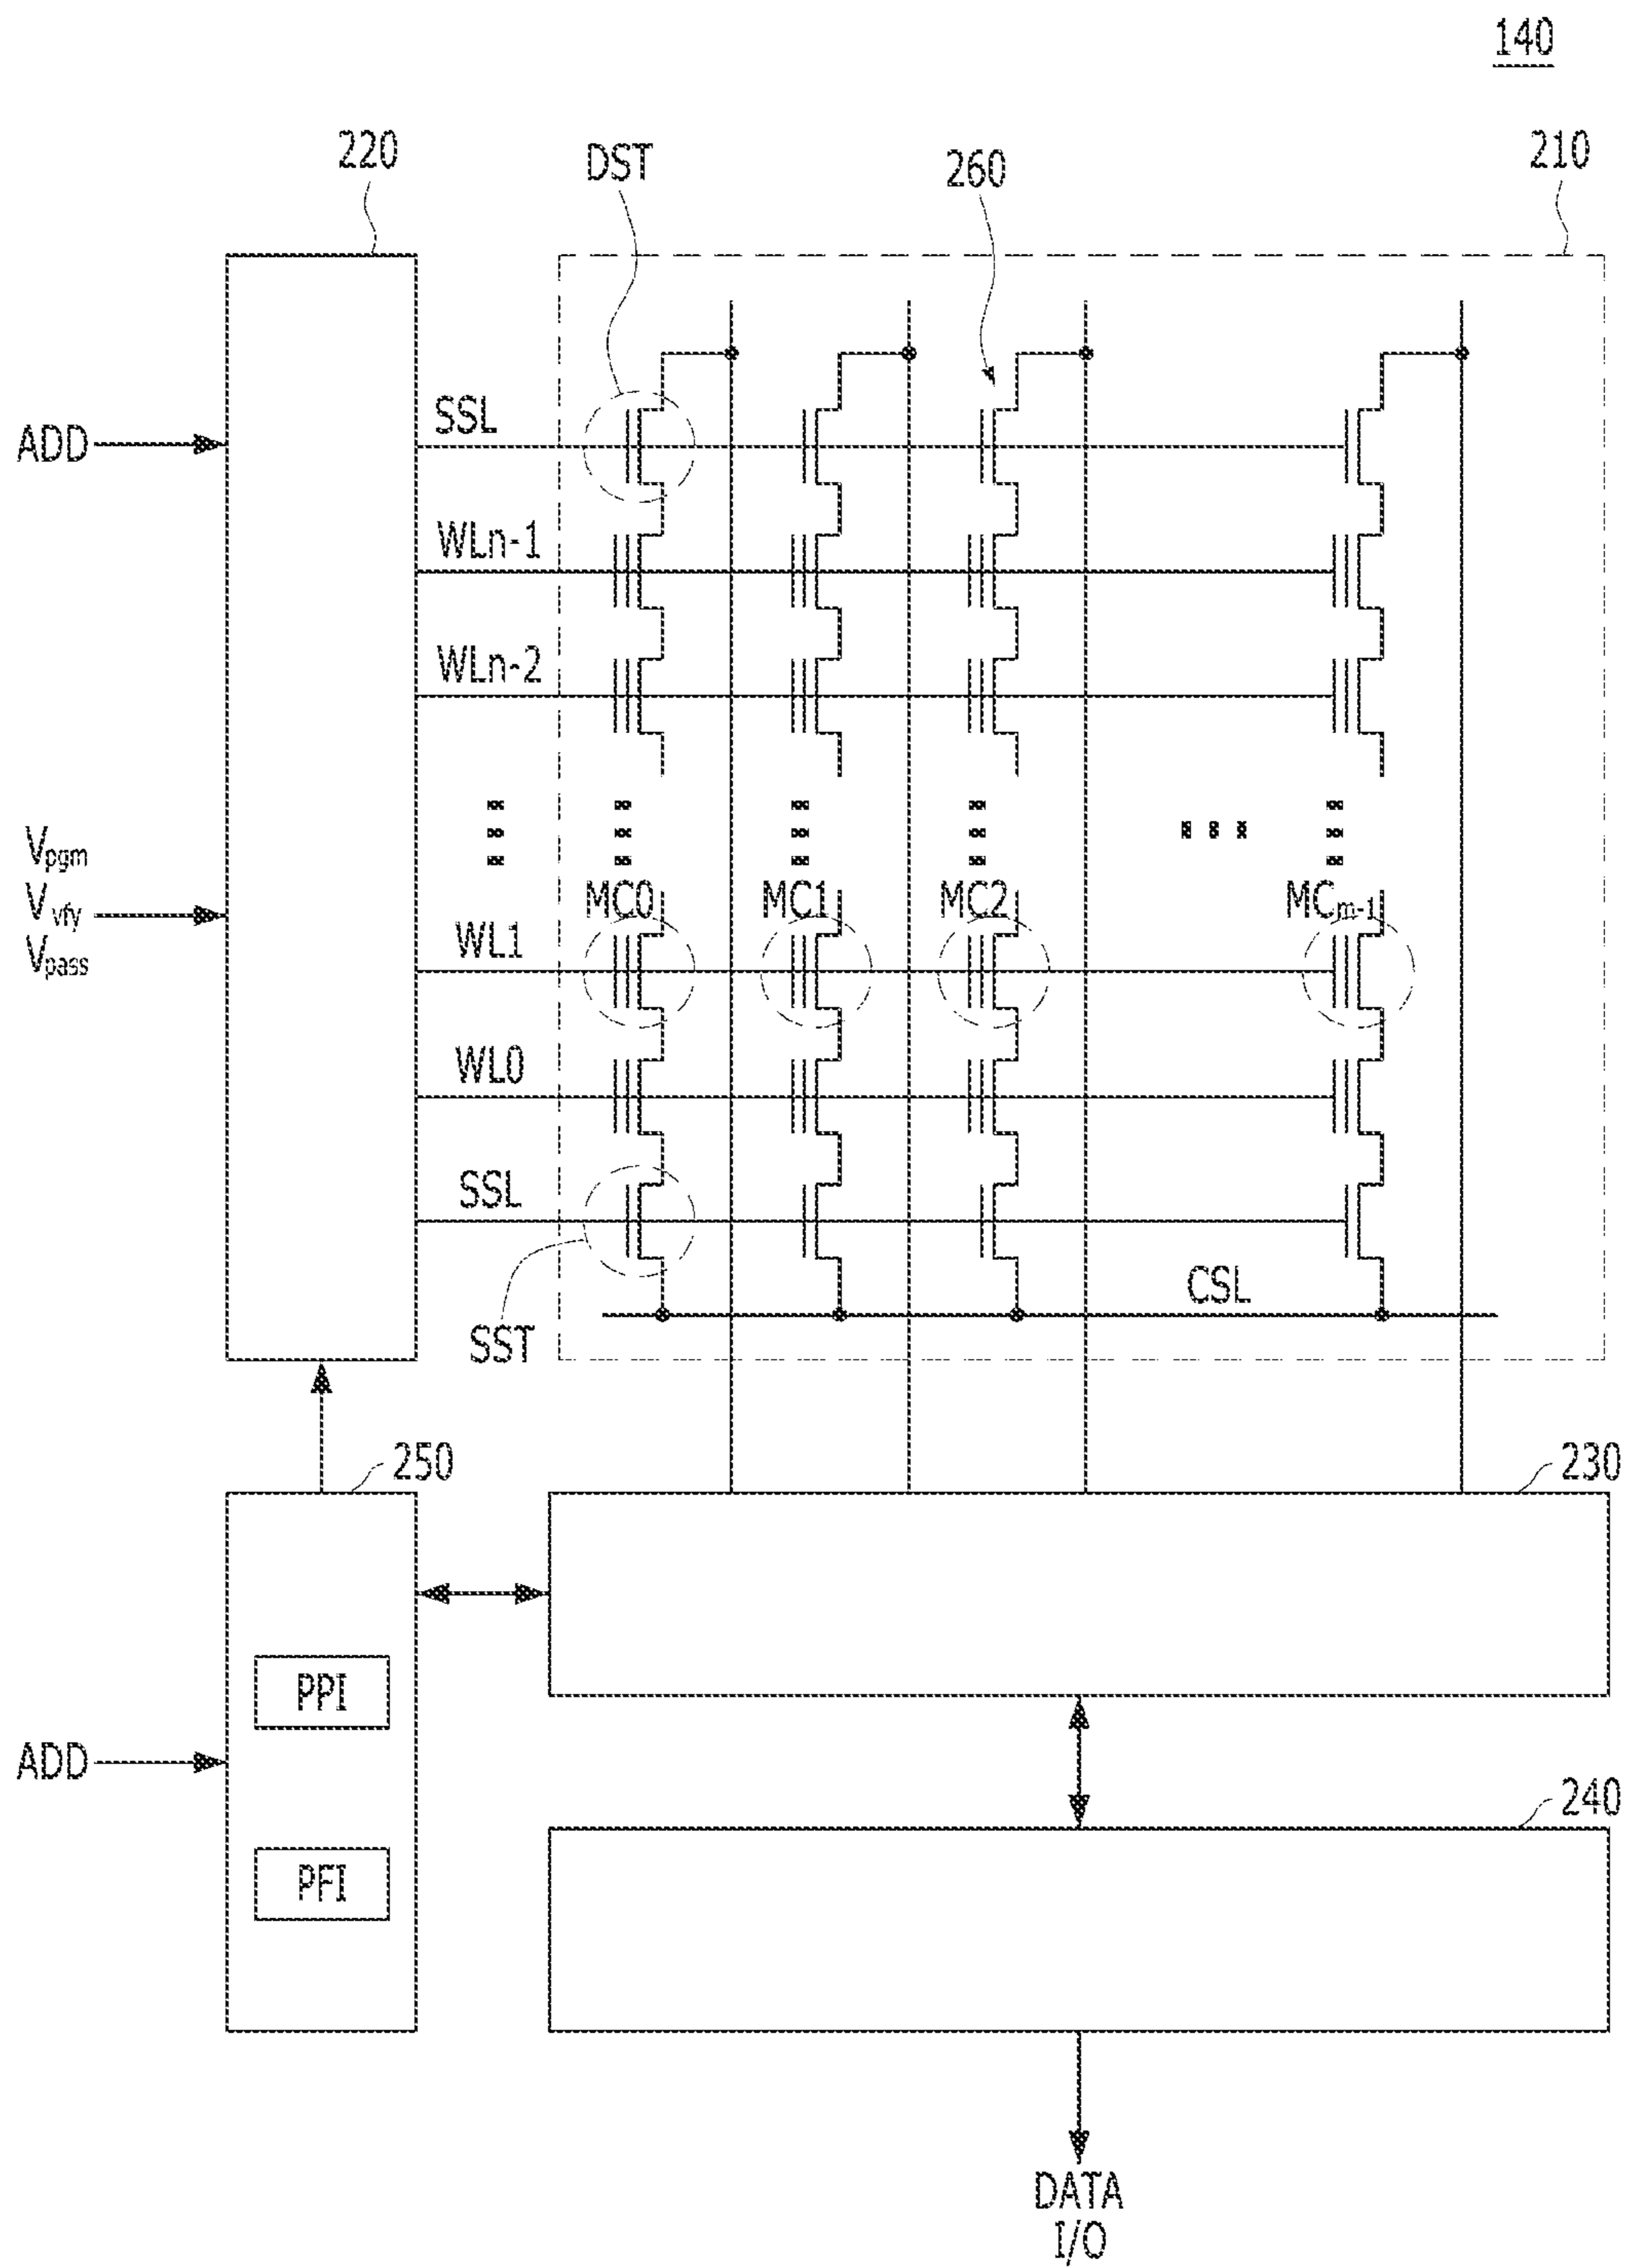 140
220
DST
260
210
ADD
SSL
WLn-1
WLn-2
Vpgm
Vvfy
Vpass
MC0
MC1
MC2
MCm-1
WL1
WL0
SSL
CSL
SST
250
230
PPI
ADD
240
PFI
DATA
I/O